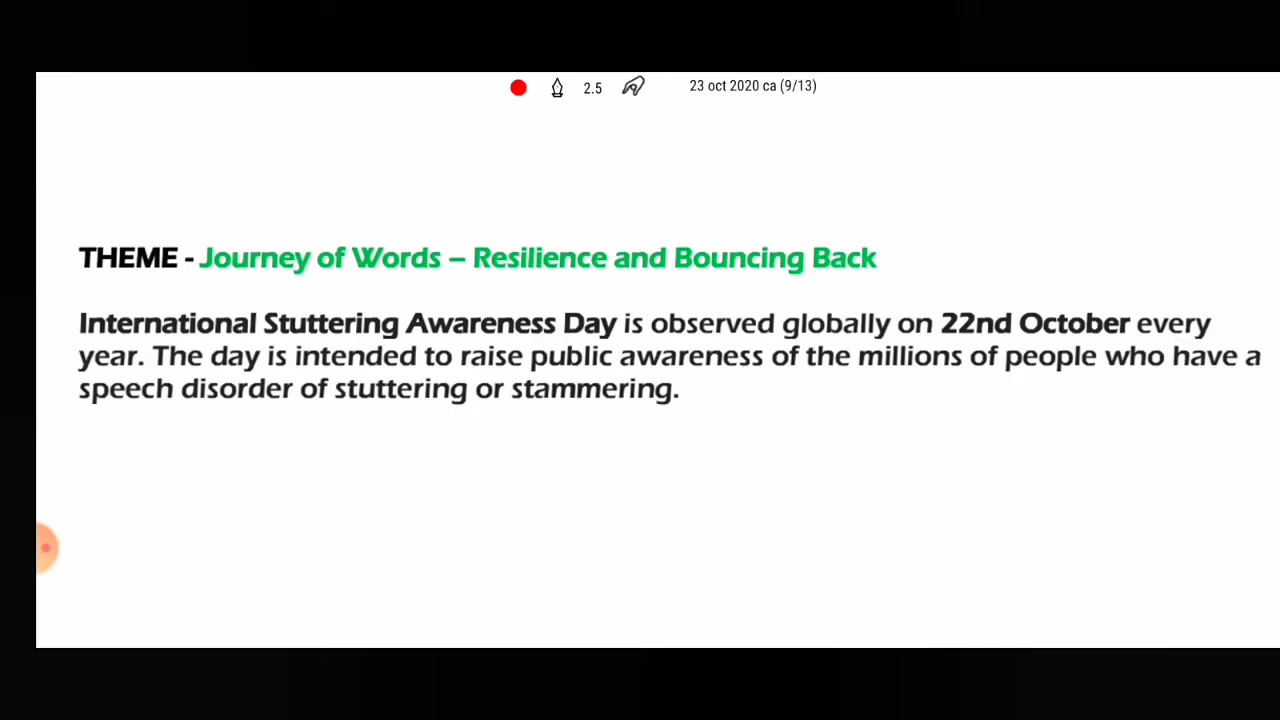 2.5 23 oct 2020 ca (9/13)
THEME - Journey of Words – Resilience and Bouncing Back
International Stuttering Awareness Day is observed globally on 22nd October every
year. The day is intended to raise public awareness of the millions of people who have a
speech disorder of stuttering or stammering.